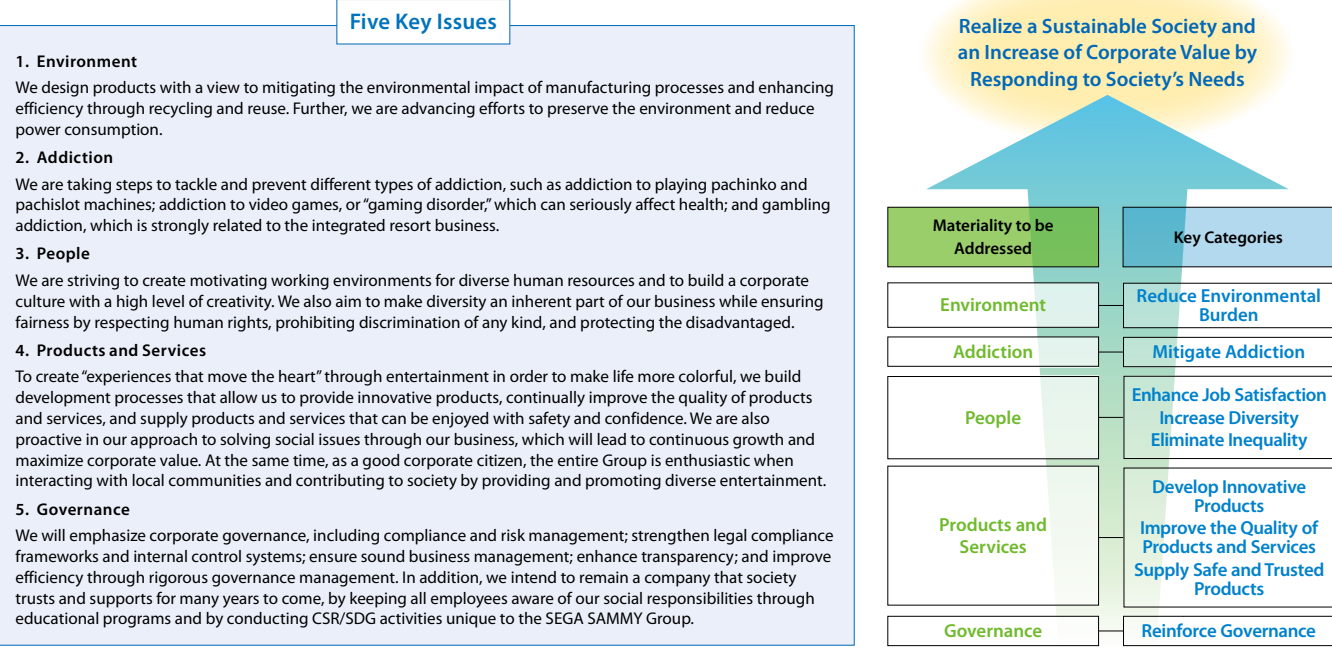 Five Key Issues
1. Environment
We design products with a view to mitigating the environmental impact of manufacturing processes and enhancing
efficiency through recycling and reuse. Further, we are advancing efforts to preserve the environment and reduce
power consumption.
2. Addiction
We are taking steps to tackle and prevent different types of addiction, such as addiction to playing pachinko and
pachislot machines; addiction to video games, or “gaming disorder,” which can seriously affect health; and gambling
addiction, which is strongly related to the integrated resort business.
3. People
We are striving to create motivating working environments for diverse human resources and to build a corporate
culture with a high level of creativity. We also aim to make diversity an inherent part of our business while ensuring
fairness by respecting human rights, prohibiting discrimination of any kind, and protecting the disadvantaged.
4. Products and Services
To create “experiences that move the heart” through entertainment in order to make life more colorful, we build
development processes that allow us to provide innovative products, continually improve the quality of products
and services, and supply products and services that can be enjoyed with safety and confidence. We are also
proactive in our approach to solving social issues through our business, which will lead to continuous growth and
maximize corporate value. At the same time, as a good corporate citizen, the entire Group is enthusiastic when
interacting with local communities and contributing to society by providing and promoting diverse entertainment.
5. Governance
We will emphasize corporate governance, including compliance and risk management; strengthen legal compliance
frameworks and internal control systems; ensure sound business management; enhance transparency; and improve
efficiency through rigorous governance management. In addition, we intend to remain a company that society
trusts and supports for many years to come, by keeping all employees aware of our social responsibilities through
educational programs and by conducting CSR/SDG activities unique to the SEGA SAMMY Group.
Realize a Sustainable Society and
an Increase of Corporate Value by
Responding to Society’s Needs
Materiality to be
Addressed
Key Categories
Environment
Reduce Environmental
Burden
Addiction
Mitigate Addiction
People
Enhance Job Satisfaction
Increase Diversity
Eliminate Inequality
Products and
Services
Develop Innovative
Products
Improve the Quality of
Products and Services
Supply Safe and Trusted
Products
Governance
Reinforce Governance